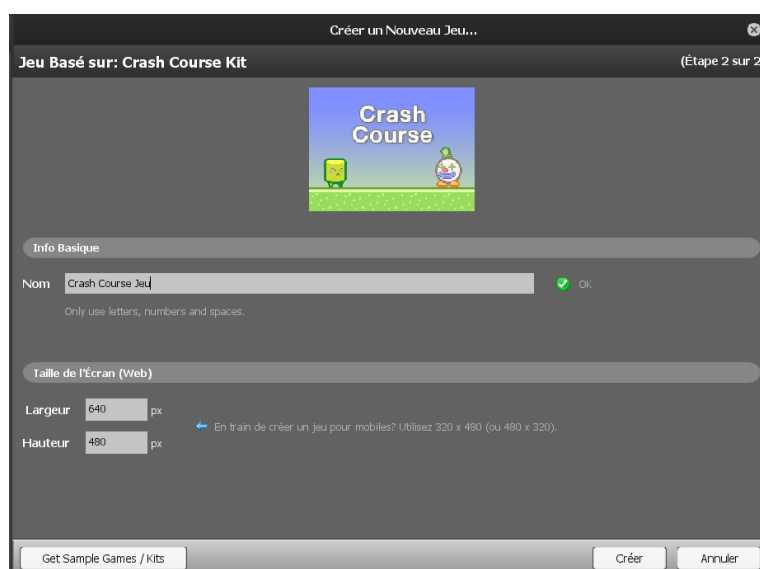 Créer un Nouveau Jeu...
Jeu Basé sur: Crash Course Kit
(Étape 2 sur 2
Crash
Course
Info Basique
Nom
Crash Course Jeu
OK
Only use letters, numbers and spaces.
Taille de l'Écran (Web)
Largeur
640
px
En train de créer un jeu pour mobiles? Utilisez 320 x 480 (ou 480 x 320).
Hauteur
480
px
Get Sample Games / Kits
Créer
Annuler